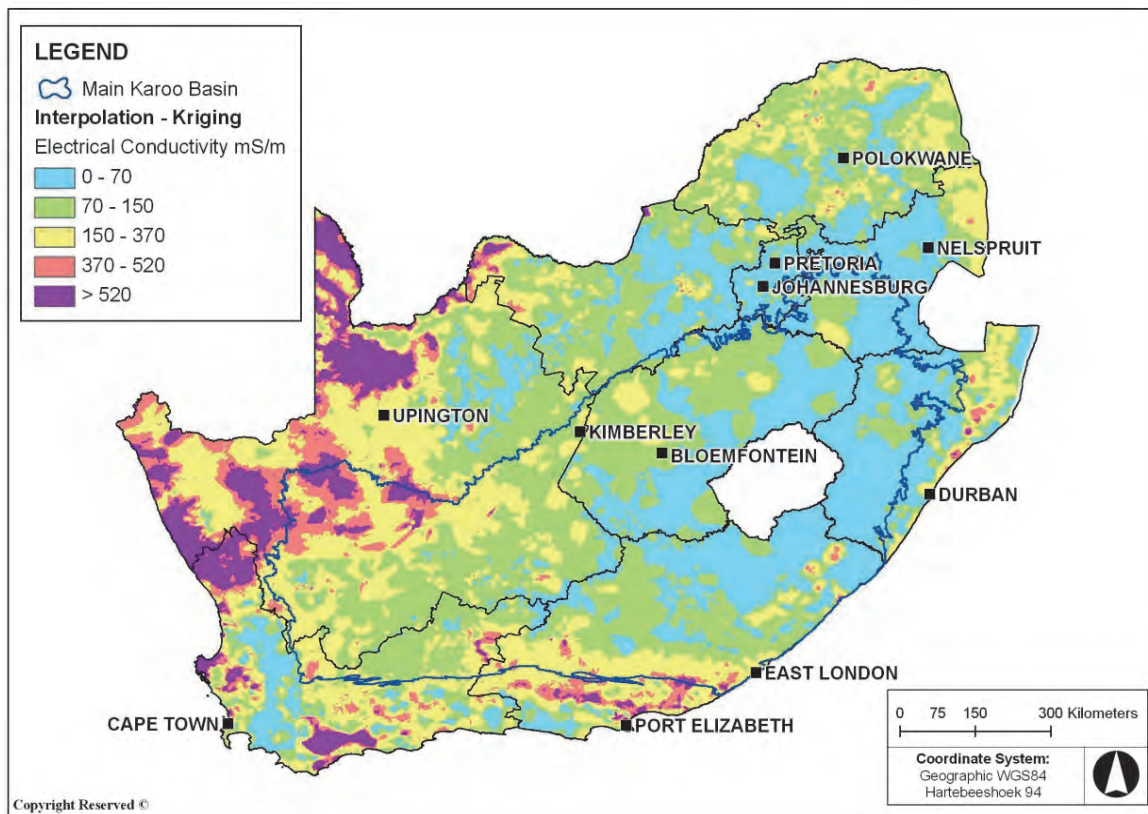 LEGEND
Main Karoo Basin
Interpolation - Kriging
Electrical Conductivity mS/m
0 - 70
70 - 150
150 - 370
370 - 520
> 520
POLOKWANE
NELSPRUIT
PRETORIA
JOHANNESBURG
UPINGTON
KIMBERLEY
BLOEMFONTEIN
DURBAN
EAST LONDON
CAPE TOWN
PORT ELIZABETH
0 75 150 300 Kilometers
Coordinate System:
Geographic WGS84
Hartebeeshoek 94
Copyright Reserved ©